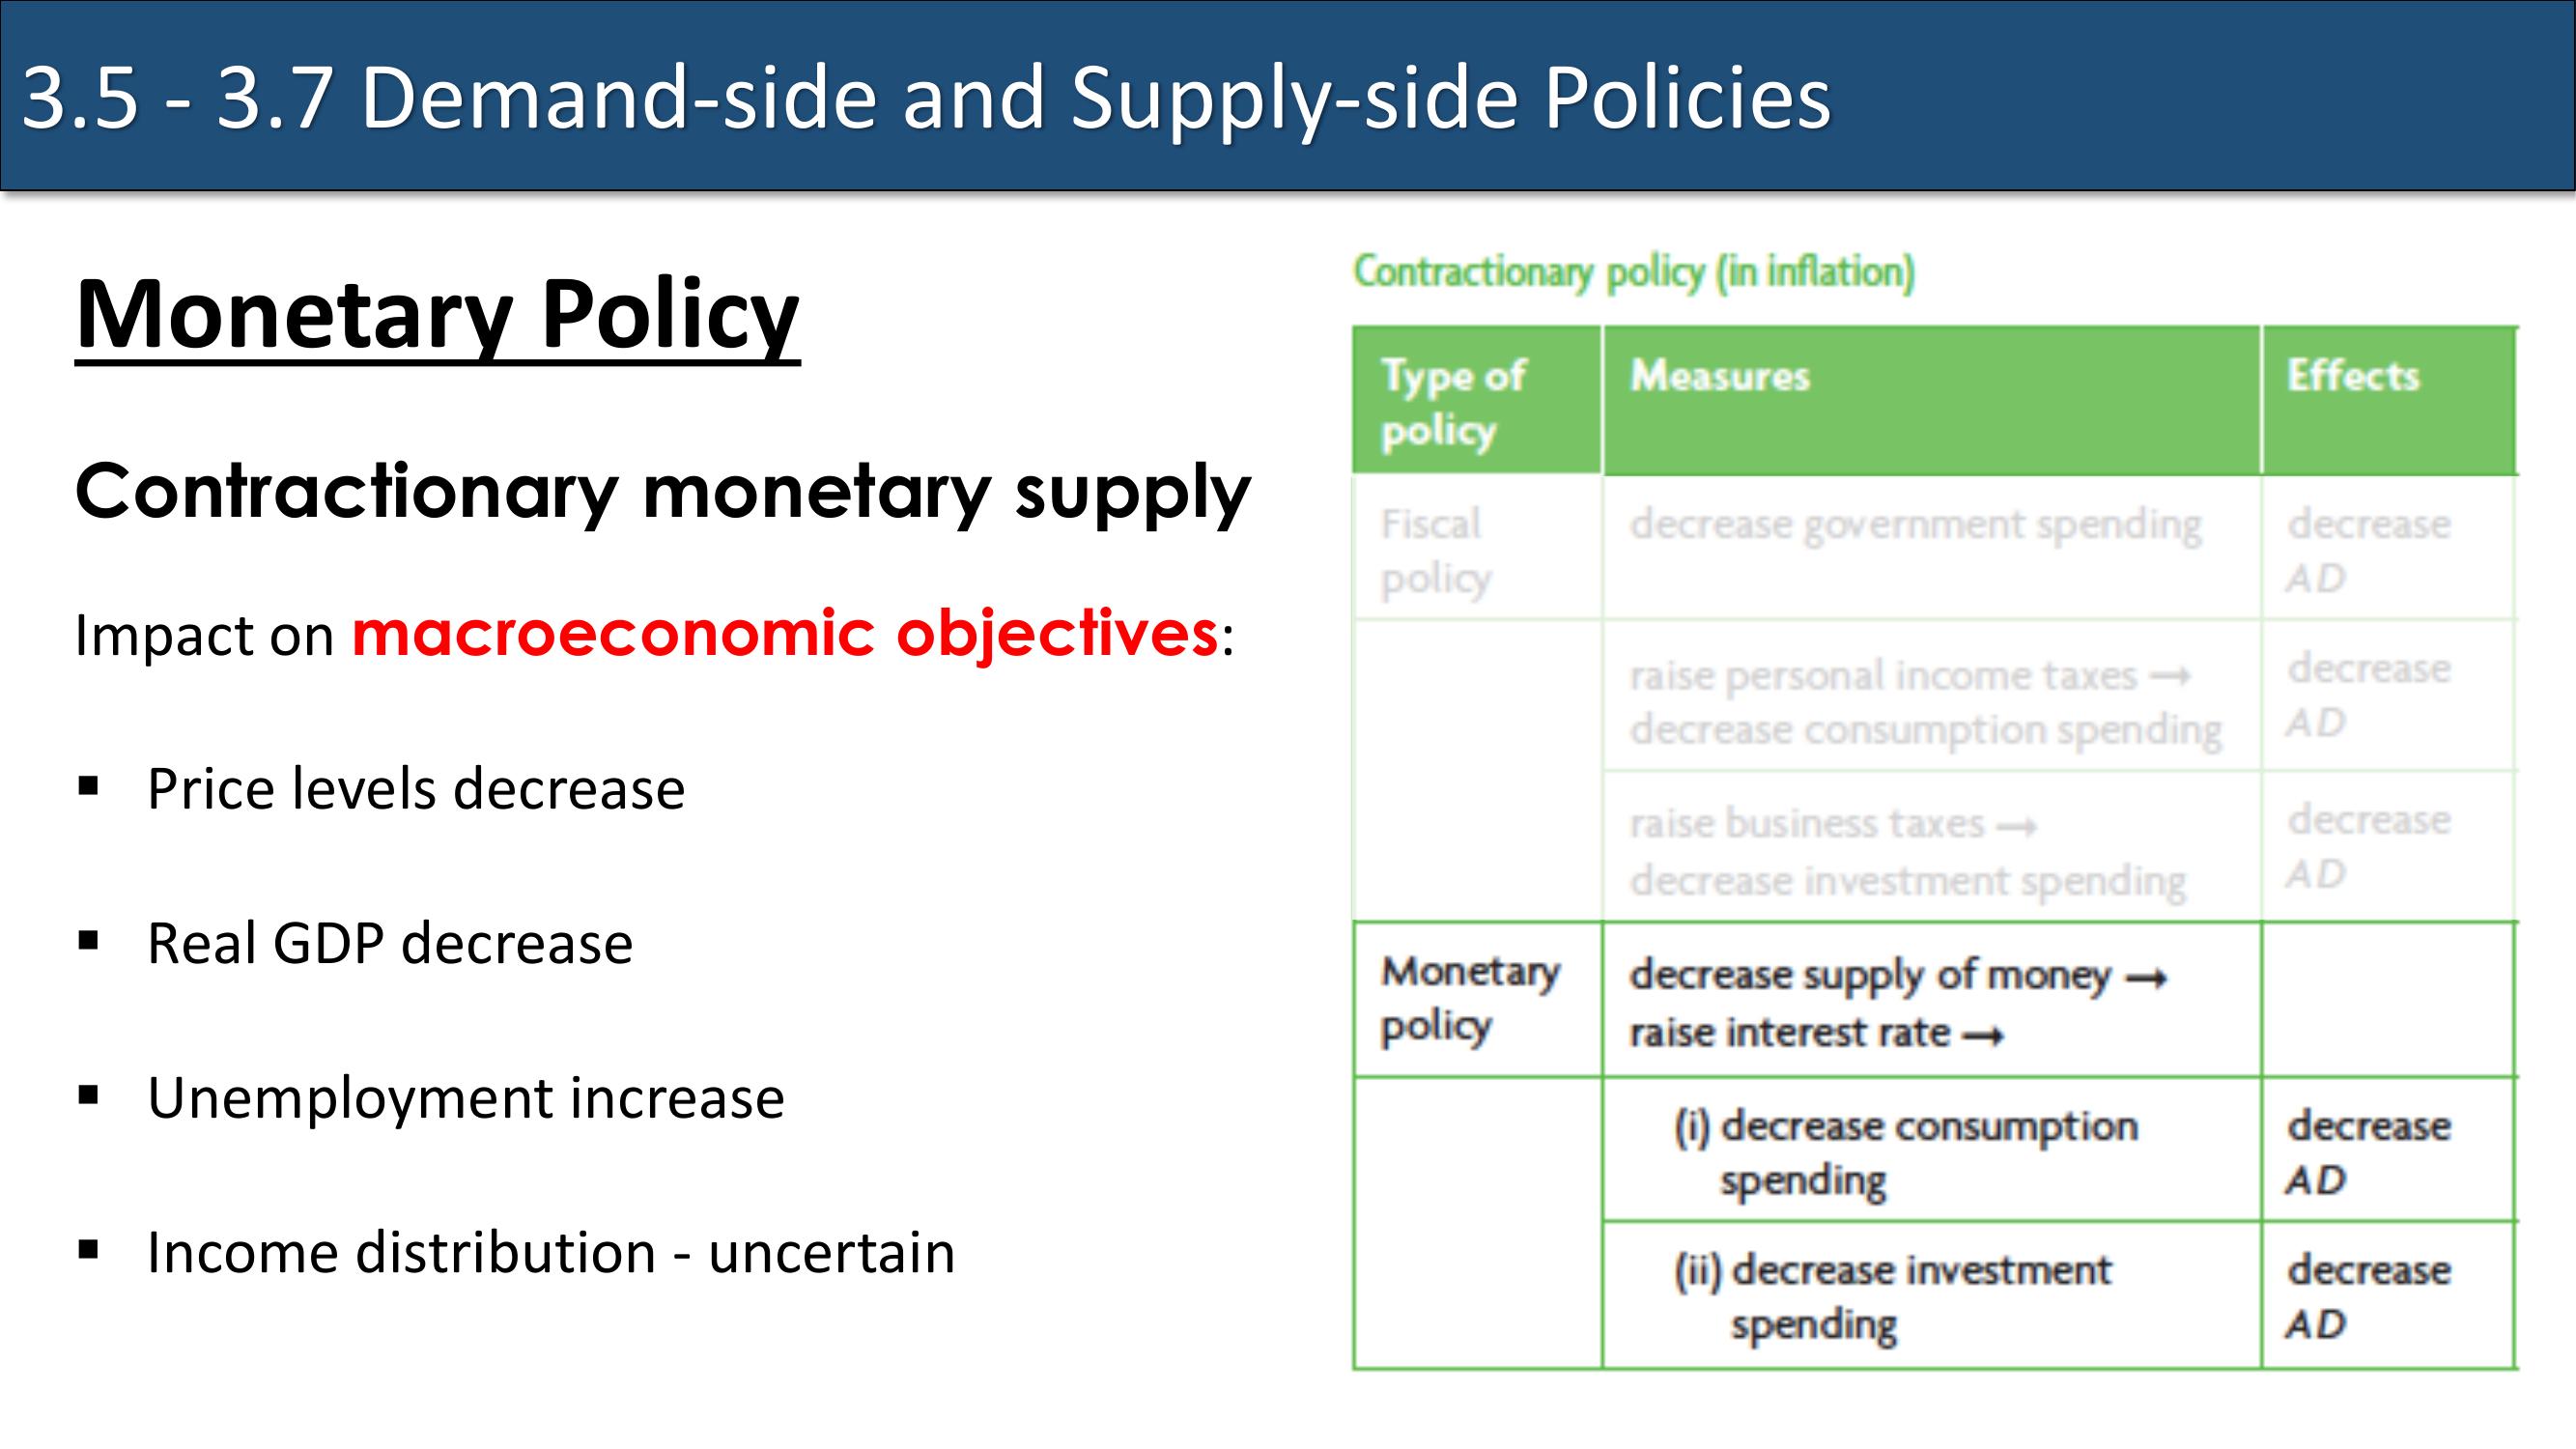 3.5 - 3.7 Demand-side and Supply-side Policies
Monetary Policy
Contractionary monetary supply
Impact on macroeconomic objectives:
▪ Price levels decrease
▪ Real GDP decrease
▪ Unemployment increase
▪ Income distribution - uncertain
Contractionary policy (in inflation)
Type of policy
Measures
Effects
Fiscal policy
decrease government spending
decrease AD
raise personal income taxes →
decrease consumption spending
decrease AD
raise business taxes →
decrease investment spending
decrease AD
Monetary policy
decrease supply of money →
raise interest rate →
(i) decrease consumption
spending
decrease AD
(ii) decrease investment
spending
decrease AD